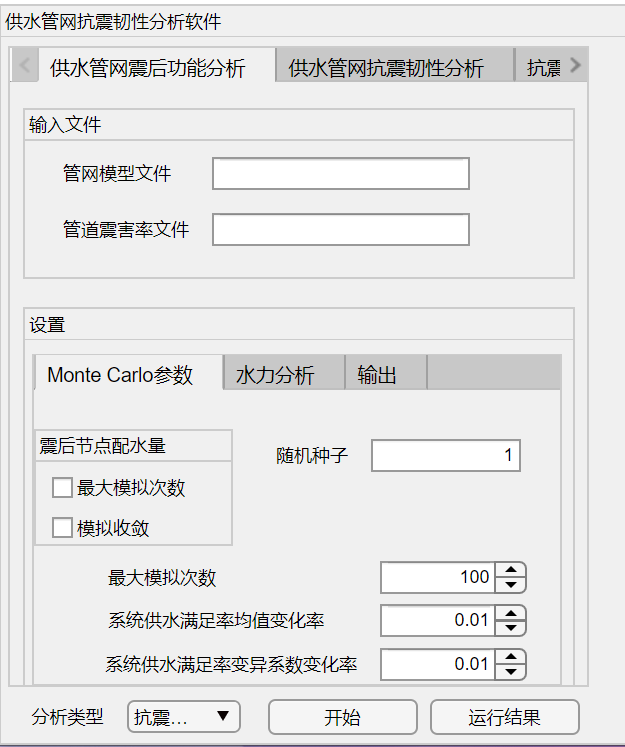 供水管网抗震韧性分析软件
供水管网震后功能分析 供水管网抗震韧性分析 抗震
输入文件
管网模型文件
管道震害率文件
设置
Monte Carlo参数 水力分析 输出
震后节点配水量
随机种子 1
最大模拟次数
模拟收敛
最大模拟次数 100
系统供水满足率均值变化率 0.01
系统供水满足率变异系数变化率 0.01
分析类型 抗震... 开始 运行结果